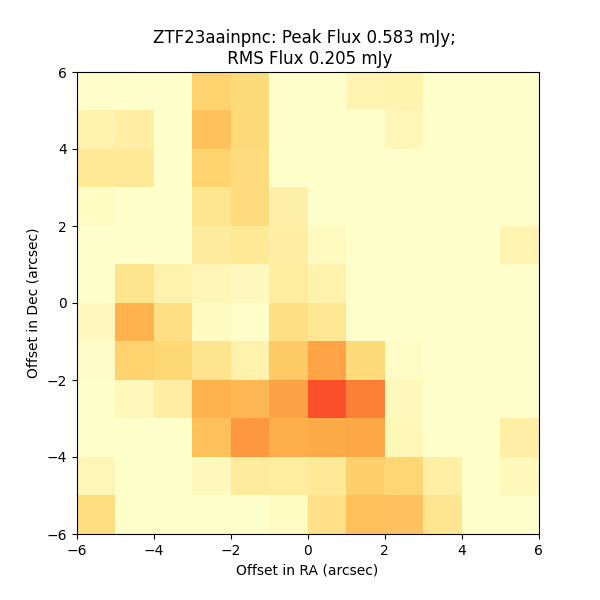 ZTF23aainpnc: Peak Flux 0.583 mJy;
RMS Flux 0.205 mJy
6
4
2
0
−2
−4
−6
Offset in Dec (arcsec)
−6 −4 −2 0 2 4 6
Offset in RA (arcsec)